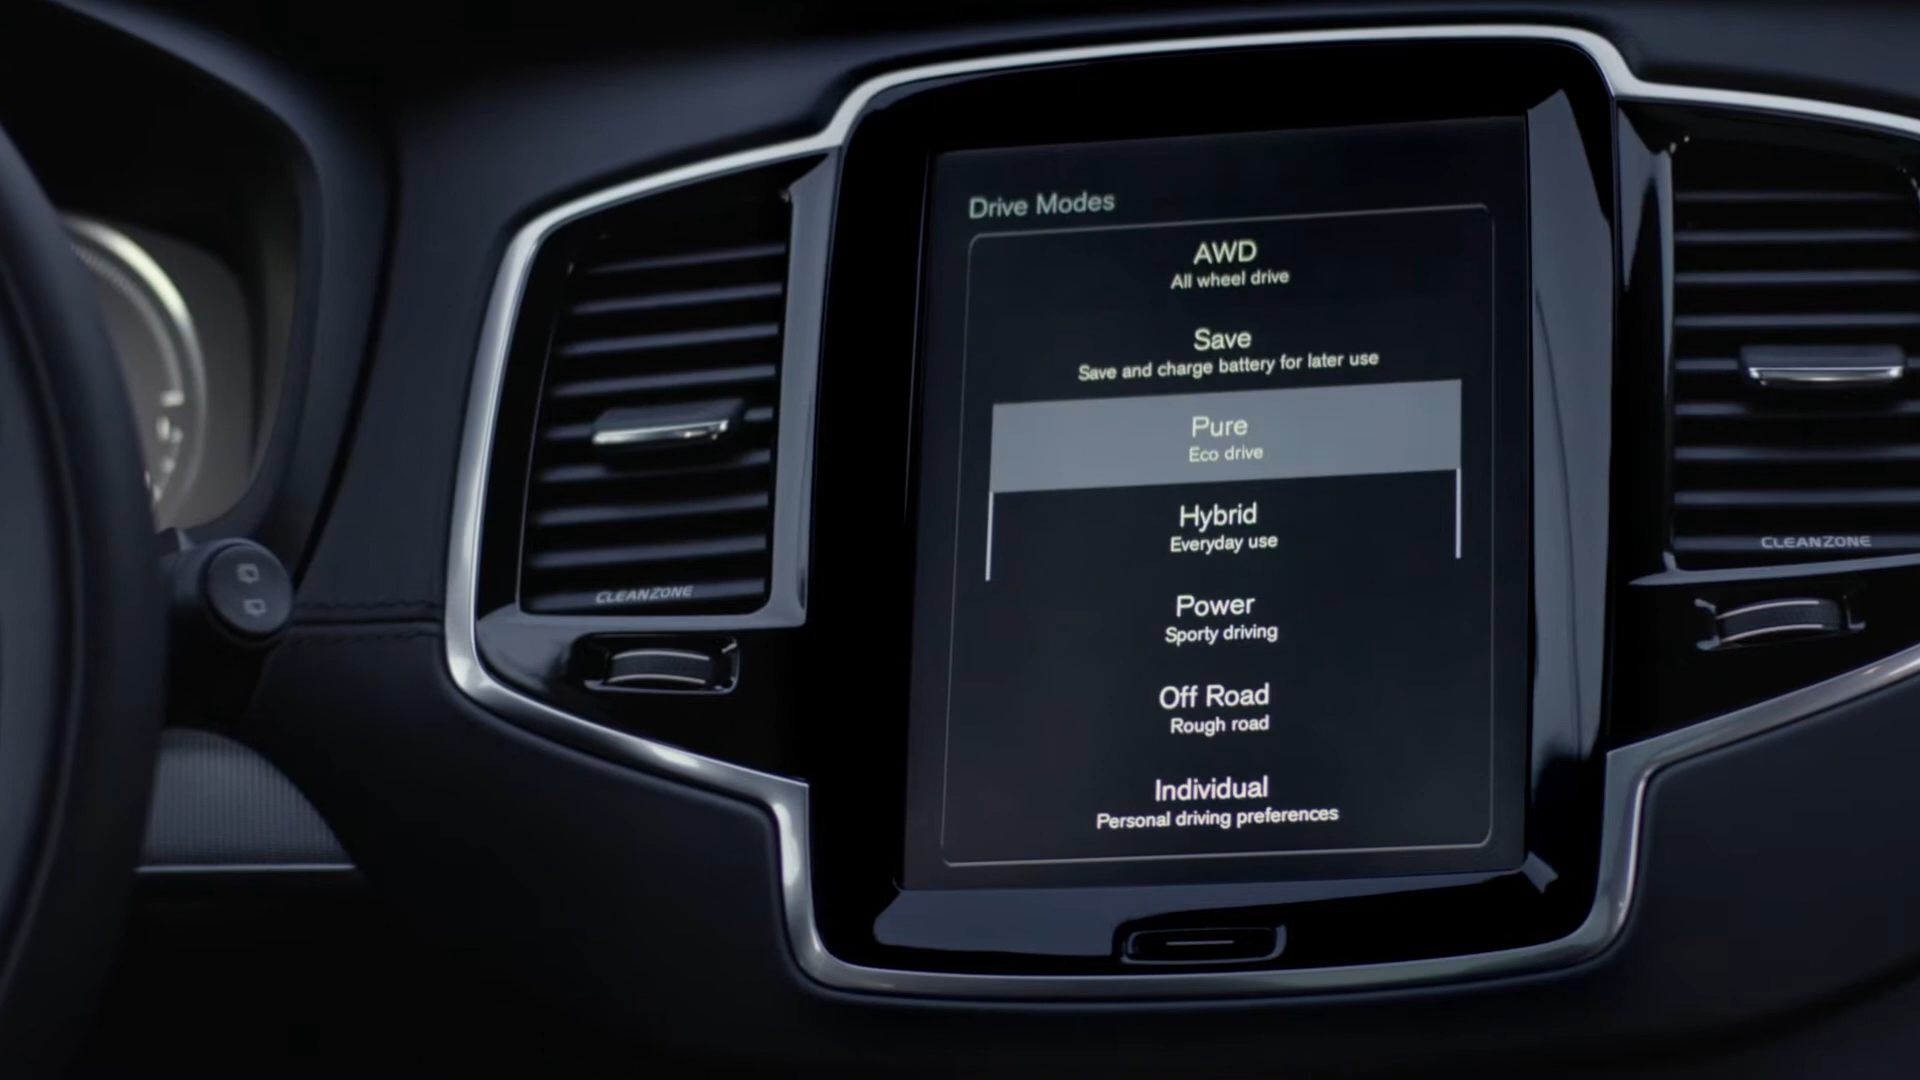 Drive Modes
AWD
All wheel drive
Save
Save and charge battery for later use
Pure
Eco drive
Hybrid
Everyday use
Power
Sporty driving
Off Road
Rough road
Individual
Personal driving preferences
CLEANZONE
CLEANZONE